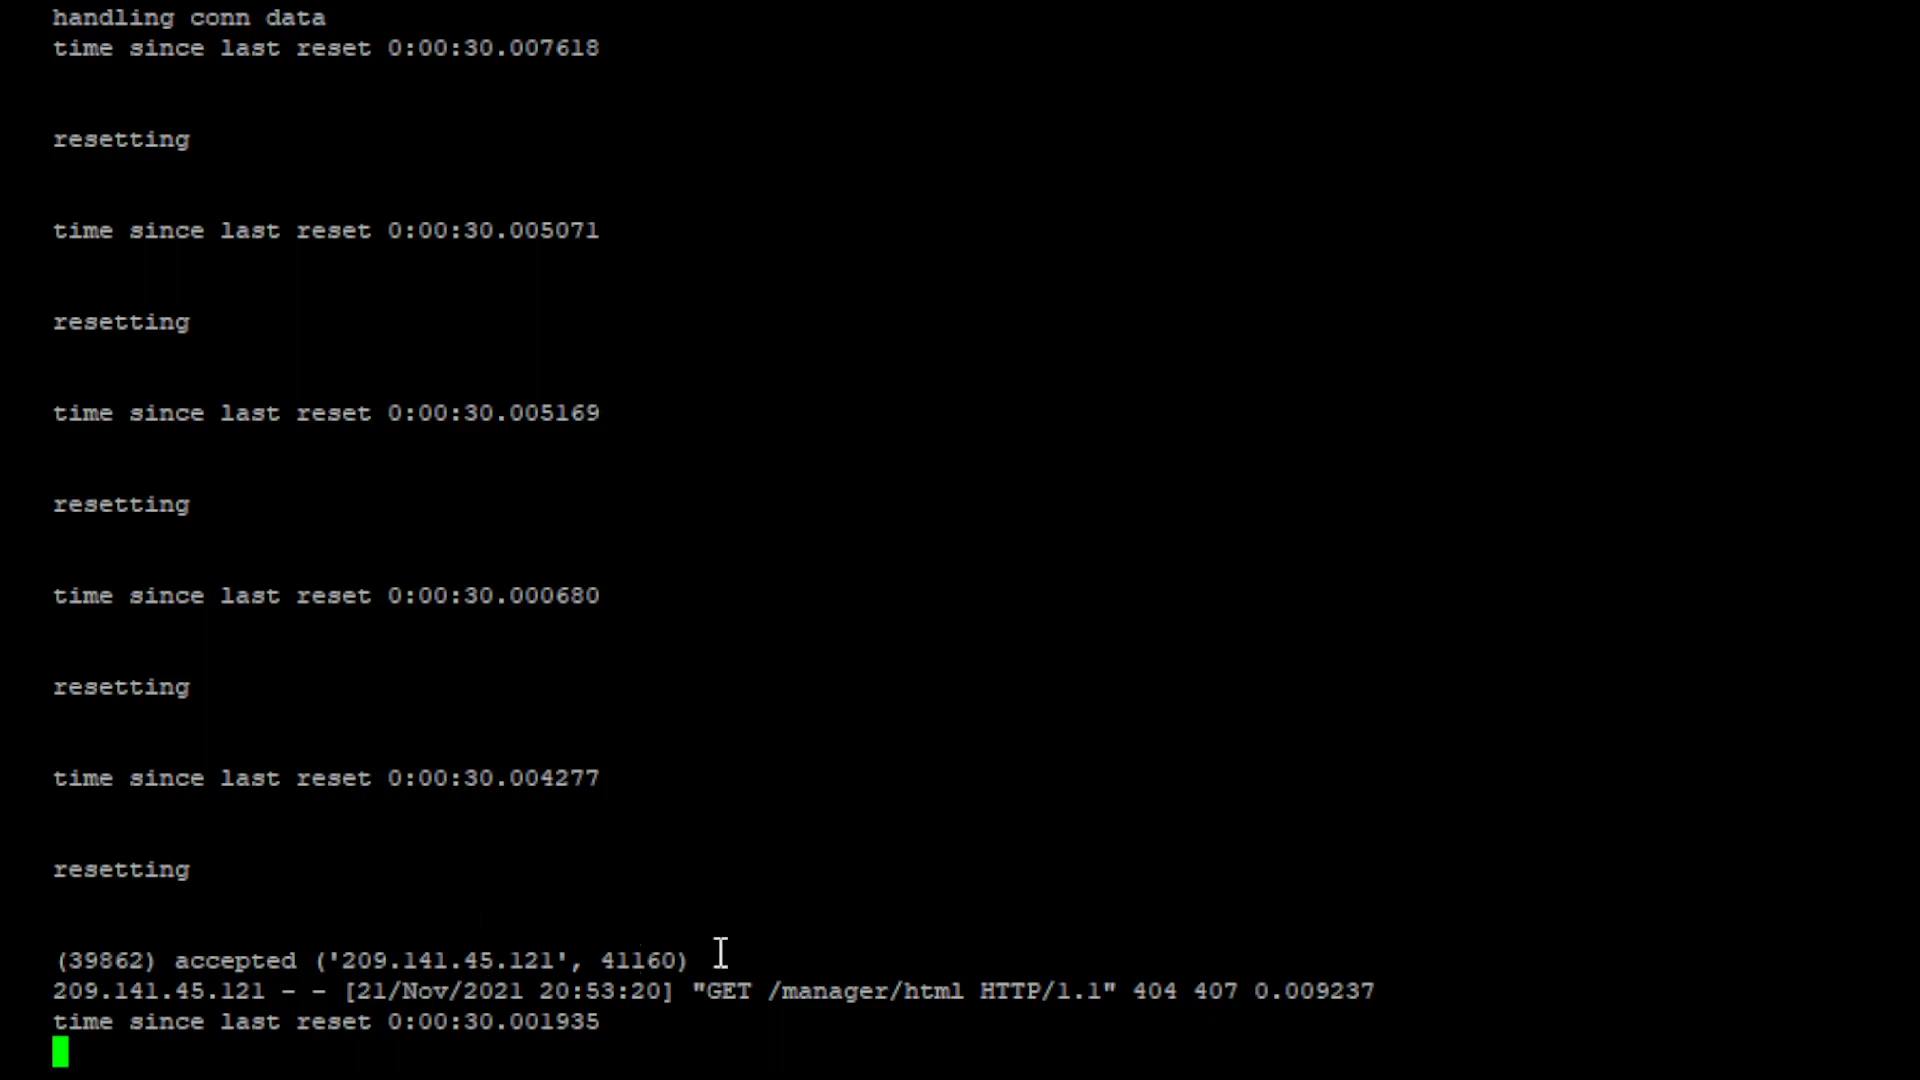 handling conn data
time since last reset 0:00:30.007618
resetting
time since last reset 0:00:30.005071
resetting
time since last reset 0:00:30.005169
resetting
time since last reset 0:00:30.000680
resetting
time since last reset 0:00:30.004277
resetting
(39862) accepted ('209.141.45.121', 41160)
209.141.45.121 - - [21/Nov/2021 20:53:20] "GET /manager/html HTTP/1.1" 404 407 0.009237
time since last reset 0:00:30.001935